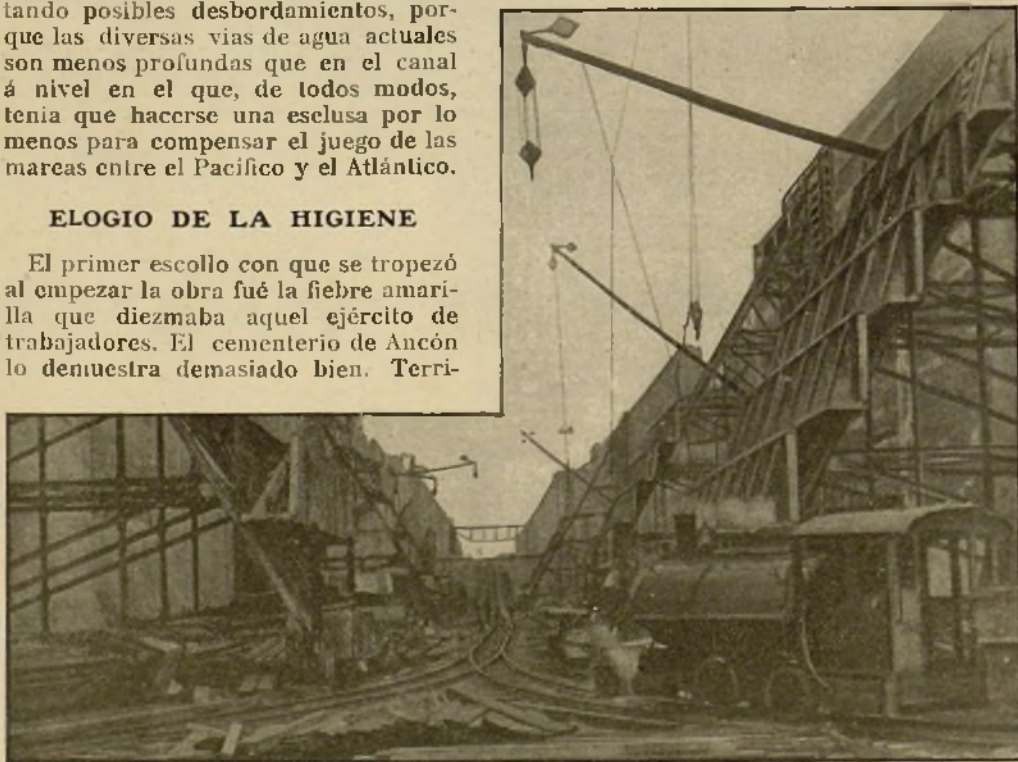 tando posibles desbordamientos, por-
que las diversas vias de agua actuales
son menos profundas que en el canal
á nivel en el que, de todos modos,
tenia que hacerse una esclusa por lo
menos para compensar el juego de las
mareas entre el Pacifico y el Atlántico.
ELOGIO DE LA HIGIENE
El primer escollo con que se tropezó
al empezar la obra fué la fiebre amari-
lla que diezmaba aquel ejército de
trabajadores. El cementerio de Ancón
lo demuestra demasiado bien. Terri-